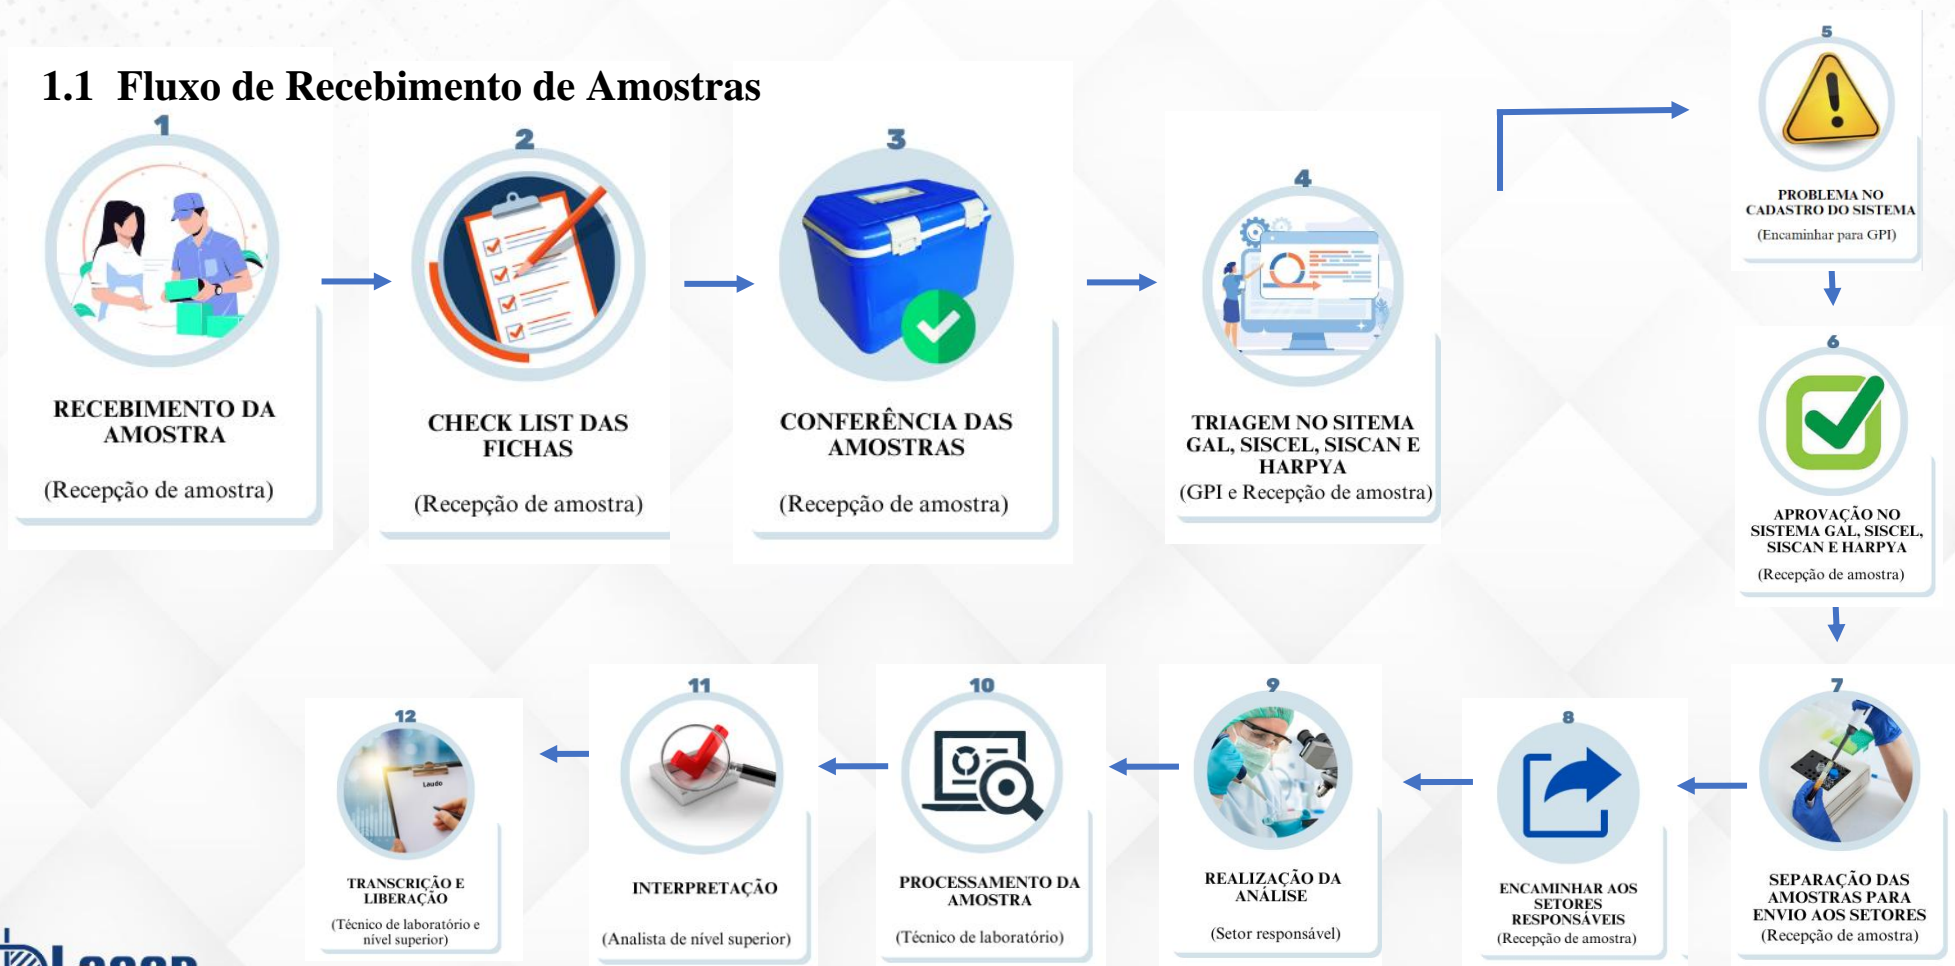 1.1 Fluxo de Recebimento de Amostras
1
RECEBIMENTO DA
AMOSTRA
(Recepção de amostra)
2
CHECK LIST DAS
FICHAS
(Recepção de amostra)
3
CONFERÊNCIA DAS
AMOSTRAS
(Recepção de amostra)
4
TRIAGEM NO SITEMA
GAL, SISCEL, SISCAN E
HARPYA
(GPI e Recepção de amostra)
5
PROBLEMA NO
CADASTRO DO SISTEMA
(Encaminhar para GPI)
6
APROVAÇÃO NO
SISTEMA GAL, SISCEL,
SISCAN E HARPYA
(Recepção de amostra)
7
SEPARAÇÃO DAS
AMOSTRAS PARA
ENVIO AOS SETORES
(Recepção de amostra)
8
ENCAMINHAR AOS
SETORES
RESPONSÁVEIS
(Recepção de amostra)
9
REALIZAÇÃO DA
ANÁLISE
(Setor responsável)
10
PROCESSAMENTO DA
AMOSTRA
(Técnico de laboratório)
11
INTERPRETAÇÃO
(Analista de nível superior)
12
Laudo
TRANSCRIÇÃO E
LIBERAÇÃO
(Técnico de laboratório e
nível superior)